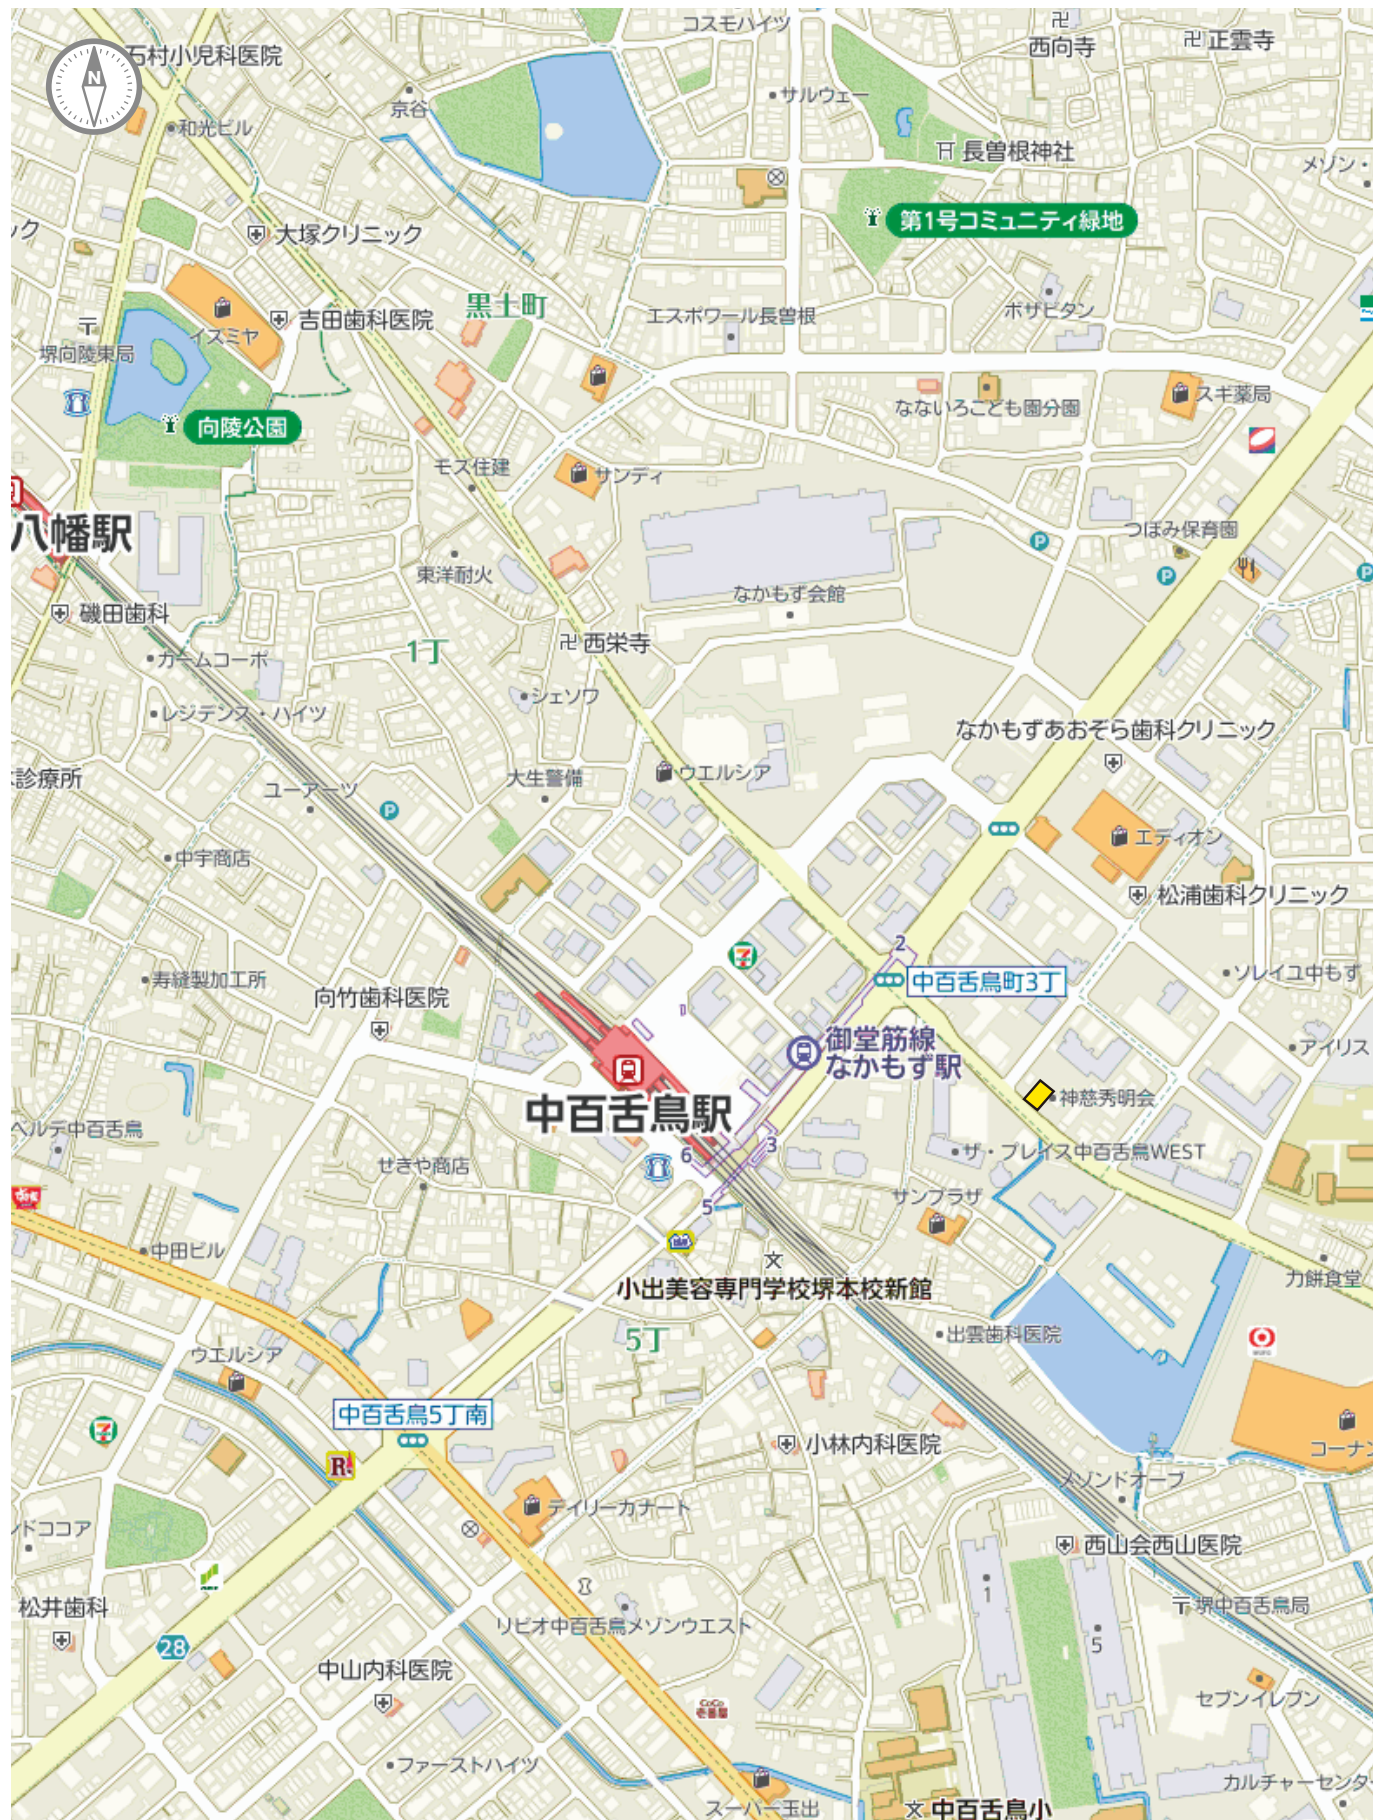 コスモハイツ
卍西向寺
卍正雲寺
石村小児科医院
N
京谷
サルウェー
和光ビル
長曽根神社
メゾン・
第1号コミュニティ緑地
ック
大塚クリニック
黒土町
エスポワール長曽根
ボザビタン
吉田歯科医院
イズミヤ
〒
堺向陵東局
スギ薬局
なないろこども園分園
向陵公園
モス住建
サンディ
八幡駅
つぼみ保育園
P
P
P
東洋耐火
なかもず会館
磯田歯科
1丁
卍西栄寺
カームコーポ
シェソワ
レジデンス・ハイツ
なかもずあおぞら歯科クリニック
診療所
ユーアーツ
大生警備
ウエルシア
P
エディオン
中宇商店
松浦歯科クリニック
2
7
中百舌鳥町3丁
ソレイユ中もず
寿縫製加工所
向竹歯科医院
御堂筋線
なかもず駅
アイリス
神慈秀明会
中百舌鳥駅
ベルデ中百舌鳥
6
3
ザ・プレイス中百舌鳥WEST
せきや商店
サンプラザ
5
中田ビル
文
小出美容専門学校堺本校新館
力餅食堂
5丁
出雲歯科医院
ウエルシア
中百舌鳥5丁南
7
小林内科医院
コーナン
R
メゾンドオーブ
デイリーカナート
ンドココア
西山会西山医院
1
松井歯科
〒堺中百舌鳥局
リビオ中百舌鳥メゾンウエスト
28
5
中山内科医院
セブンイレブン
CoCo
壱番屋
ファーストハイツ
カルチャーセンター
スーパー玉出
文 中百舌鳥小